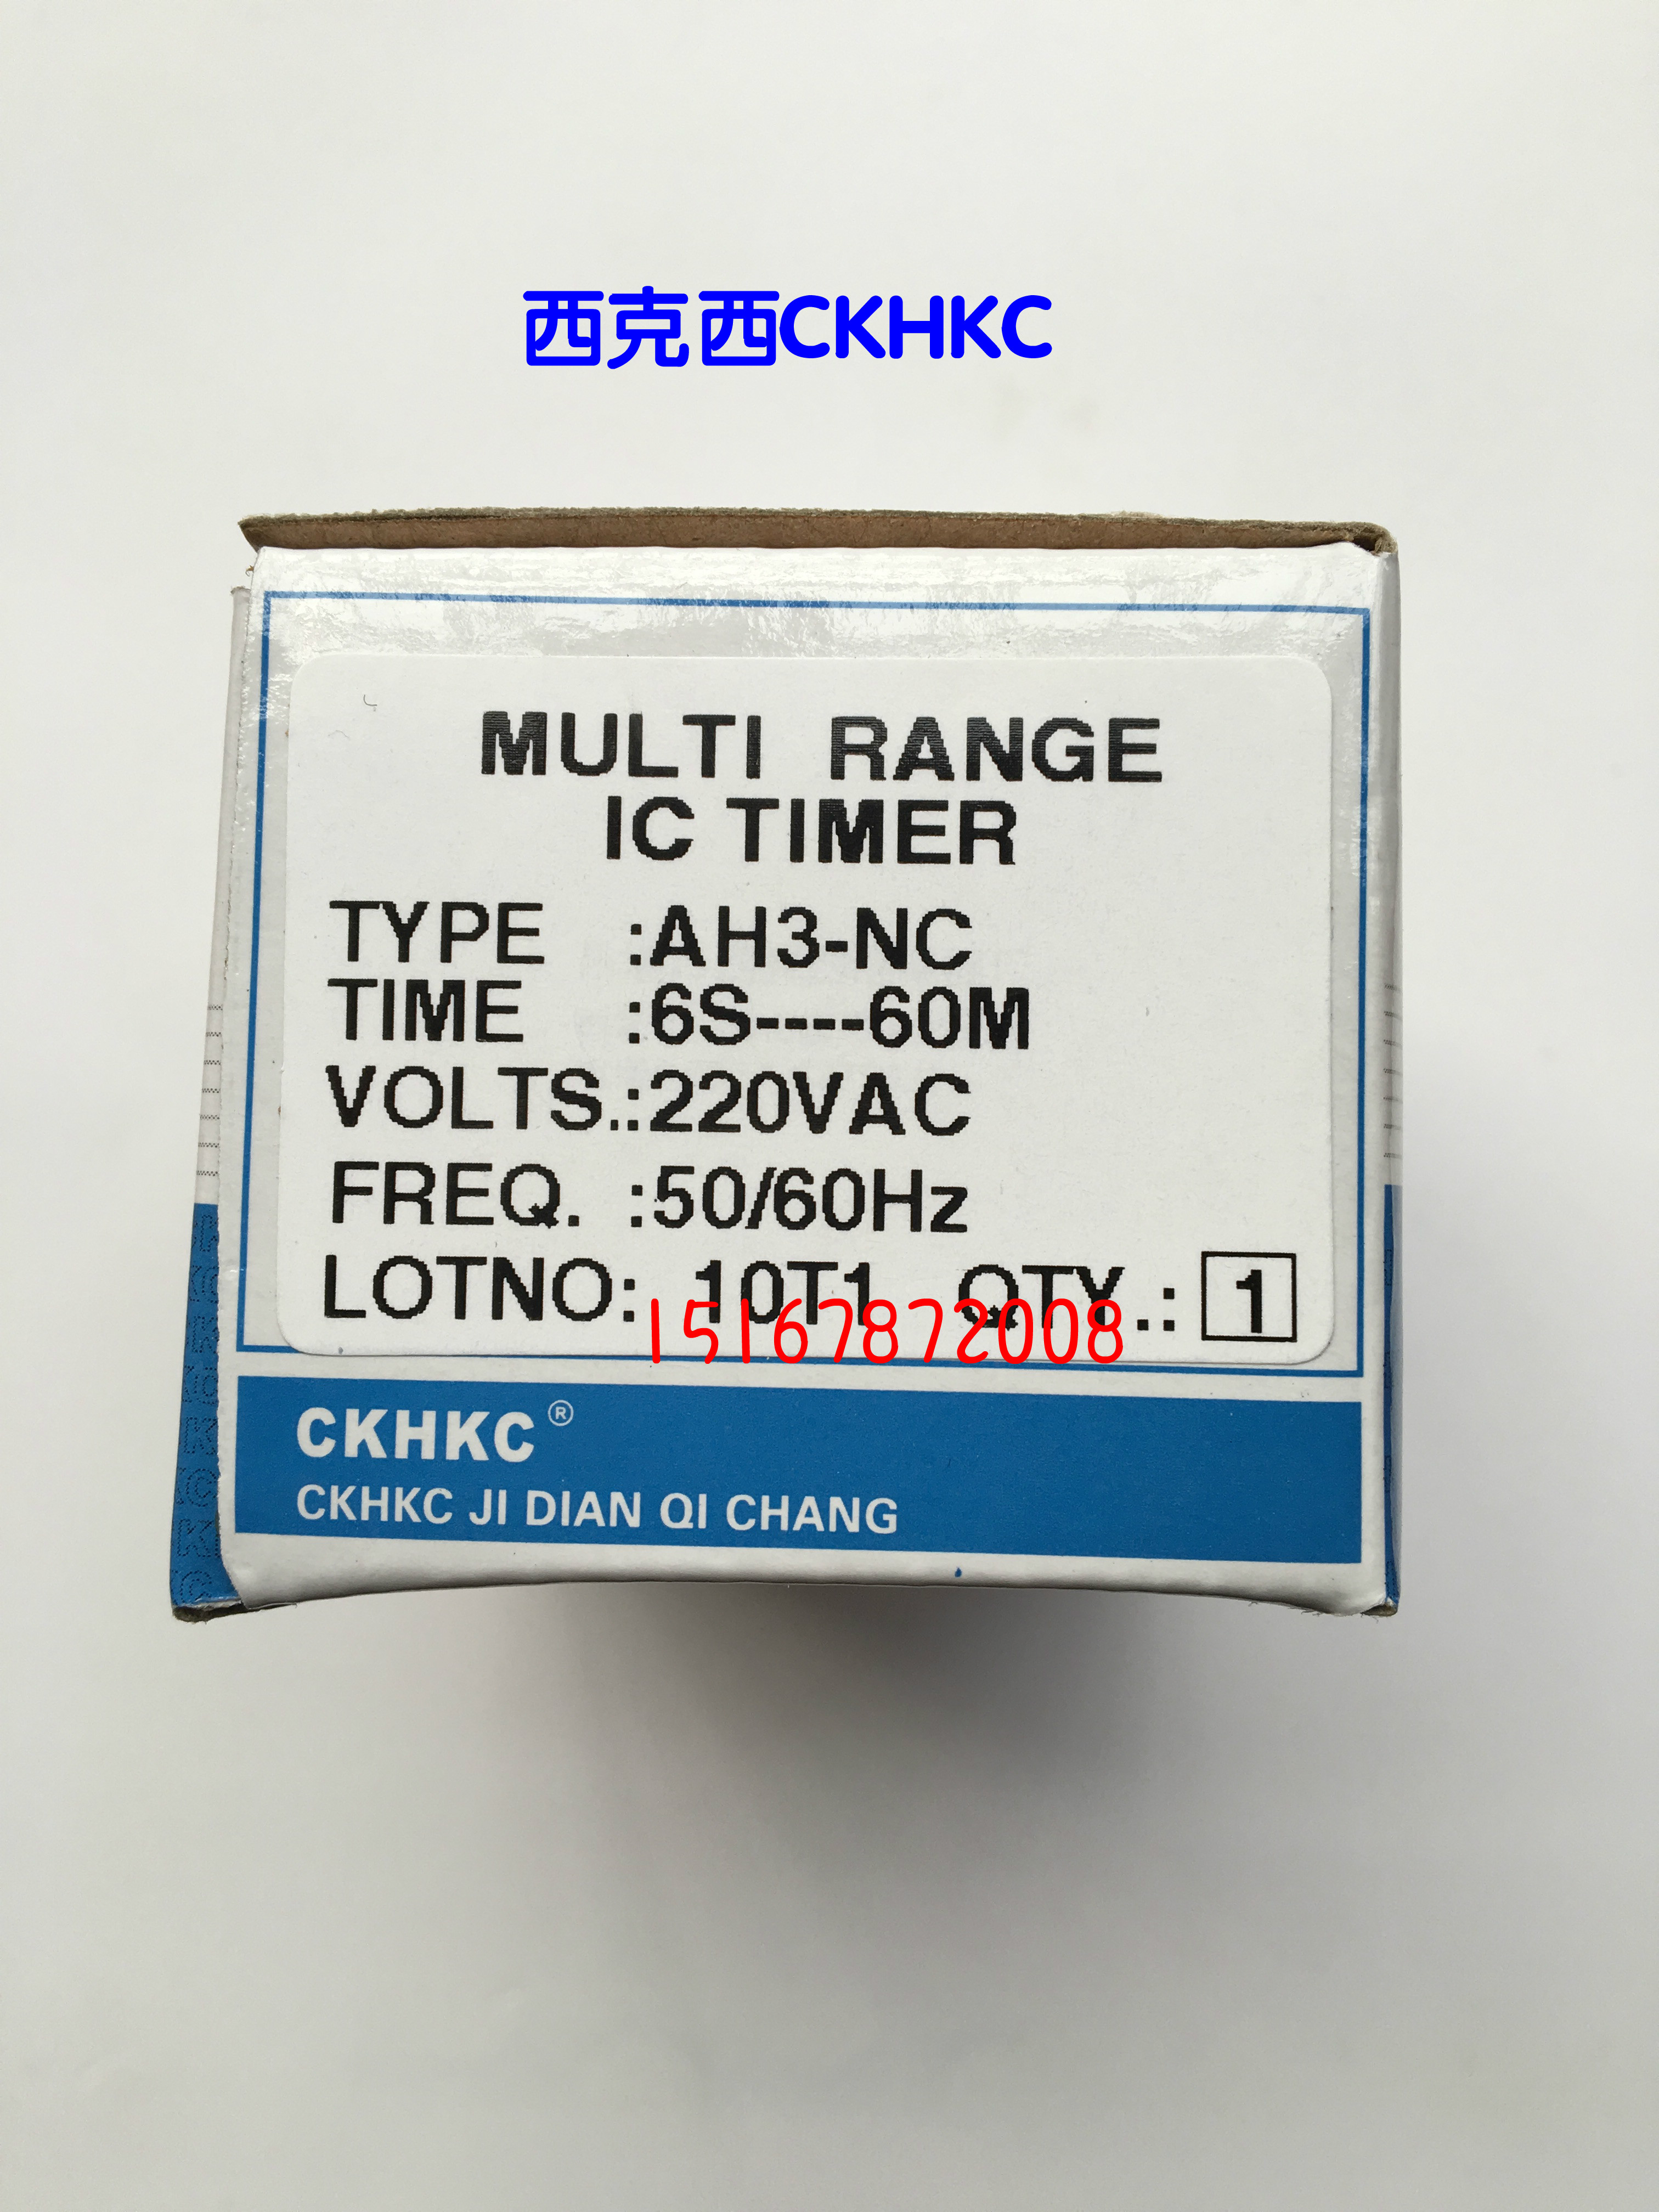 西克西CKHKC
MULTI RANGE
IC TIMER
TYPE :AH3-NC
TIME :6S----60M
VOLTS.:220VAC
FREQ. :50/60Hz
LOTNO: 10T1 QTY.: 1
15167872008
CKHKC®
CKHKC JI DIAN QI CHANG